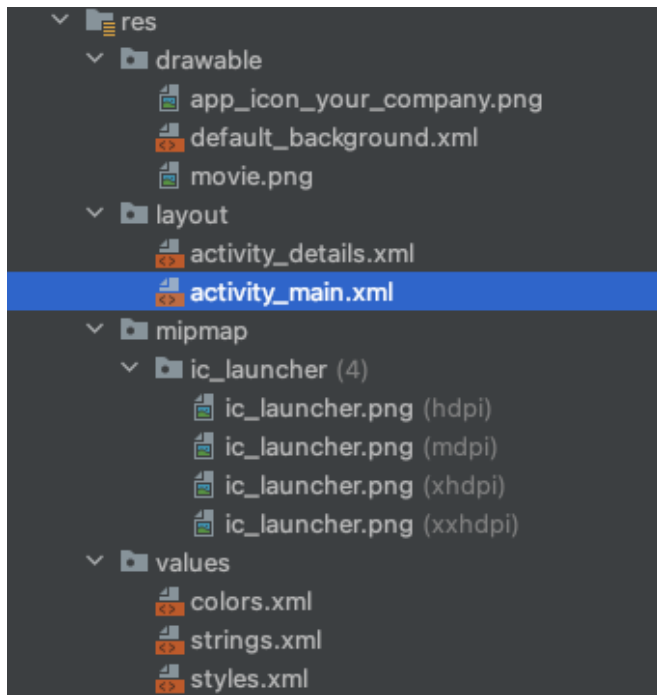 res
drawable
app_icon_your_company.png
default_background.xml
movie.png
layout
activity_details.xml
activity_main.xml
mipmap
ic_launcher (4)
ic_launcher.png (hdpi)
ic_launcher.png (mdpi)
ic_launcher.png (xhdpi)
ic_launcher.png (xxhdpi)
values
colors.xml
strings.xml
styles.xml